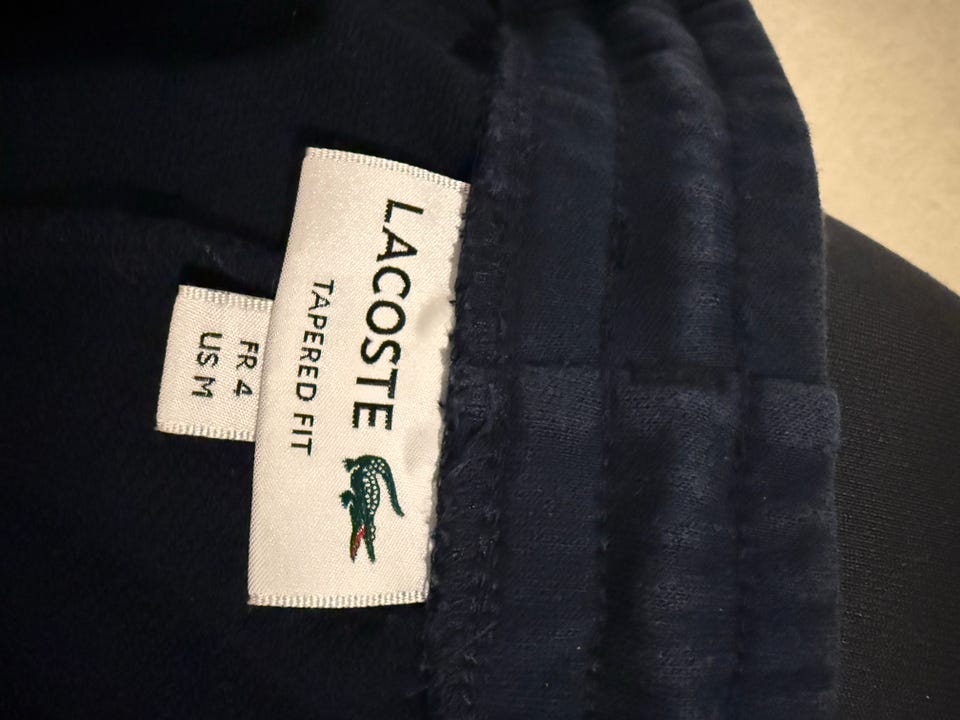 LACOSTE
TAPERED FIT
FR 4
US M